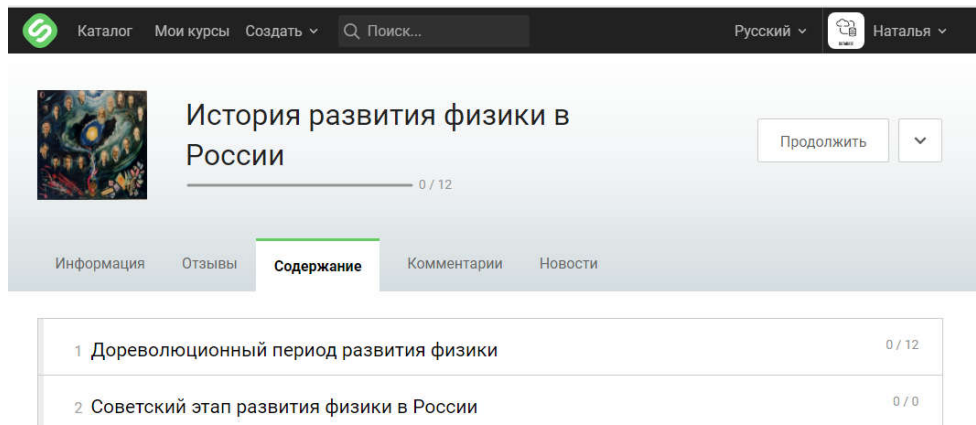 Каталог Мои курсы Создать Поиск... Русский Наталья
История развития физики в
России
Продолжить
0 / 12
Информация Отзывы Содержание Комментарии Новости
1 Дореволюционный период развития физики 0 / 12
2 Советский этап развития физики в России 0 / 0